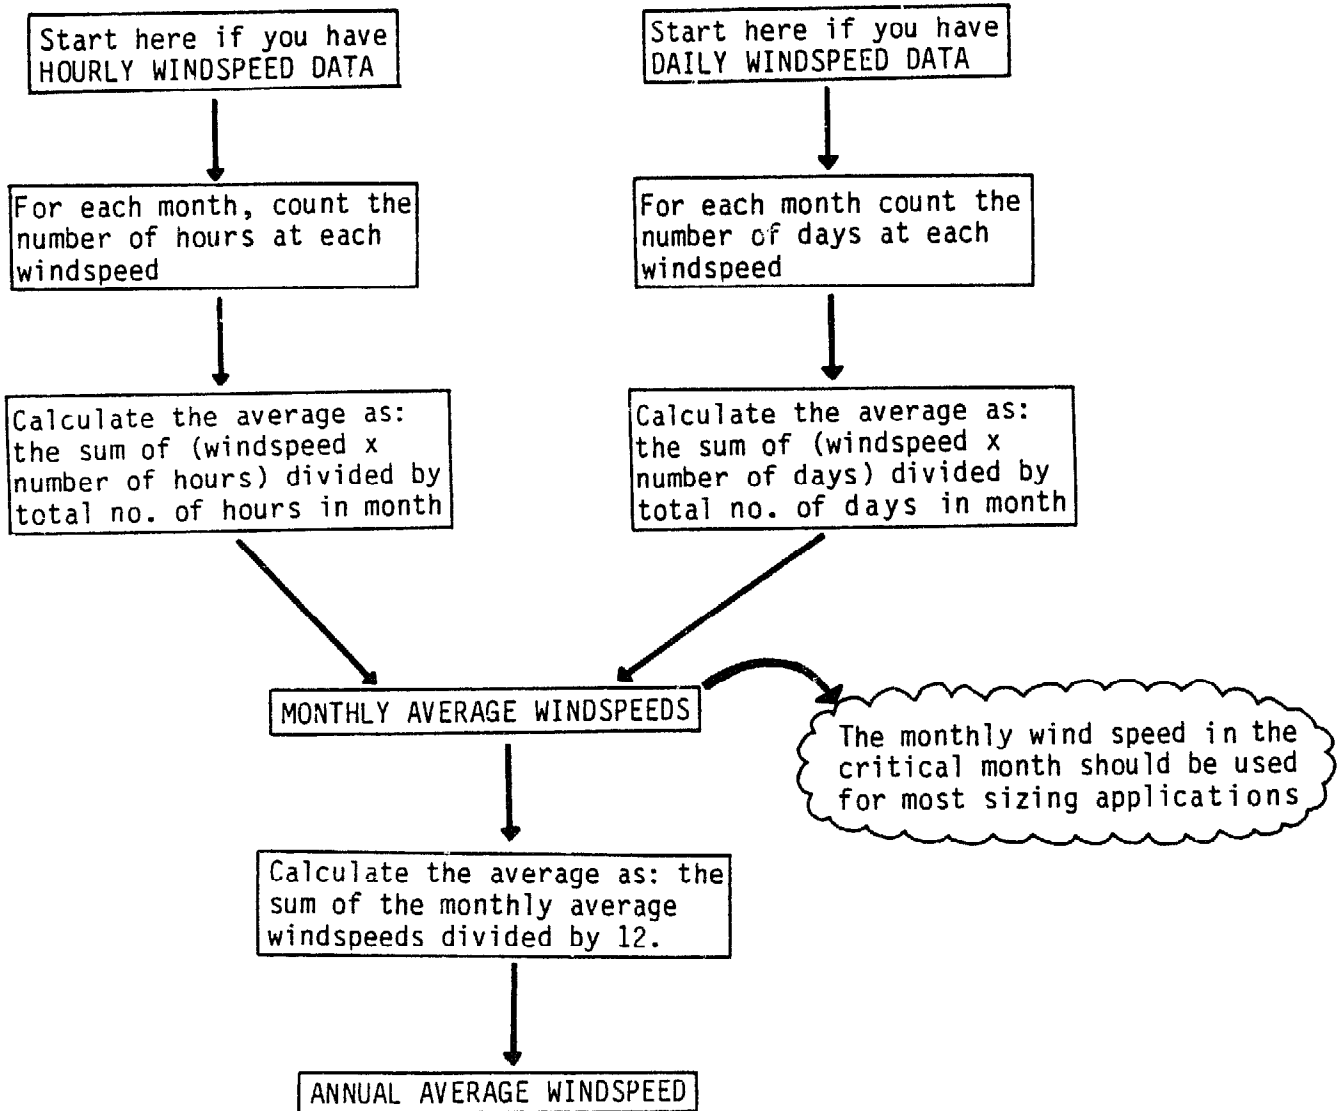 Start here if you have
HOURLY WINDSPEED DATA
Start here if you have
DAILY WINDSPEED DATA
For each month, count the
number of hours at each
windspeed
For each month count the
number of days at each
windspeed
Calculate the average as:
the sum of (windspeed x
number of hours) divided by
total no. of hours in month
Calculate the average as:
the sum of (windspeed x
number of days) divided by
total no. of days in month
MONTHLY AVERAGE WINDSPEEDS
The monthly wind speed in the
critical month should be used
for most sizing applications
Calculate the average as: the
sum of the monthly average
windspeeds divided by 12.
ANNUAL AVERAGE WINDSPEED